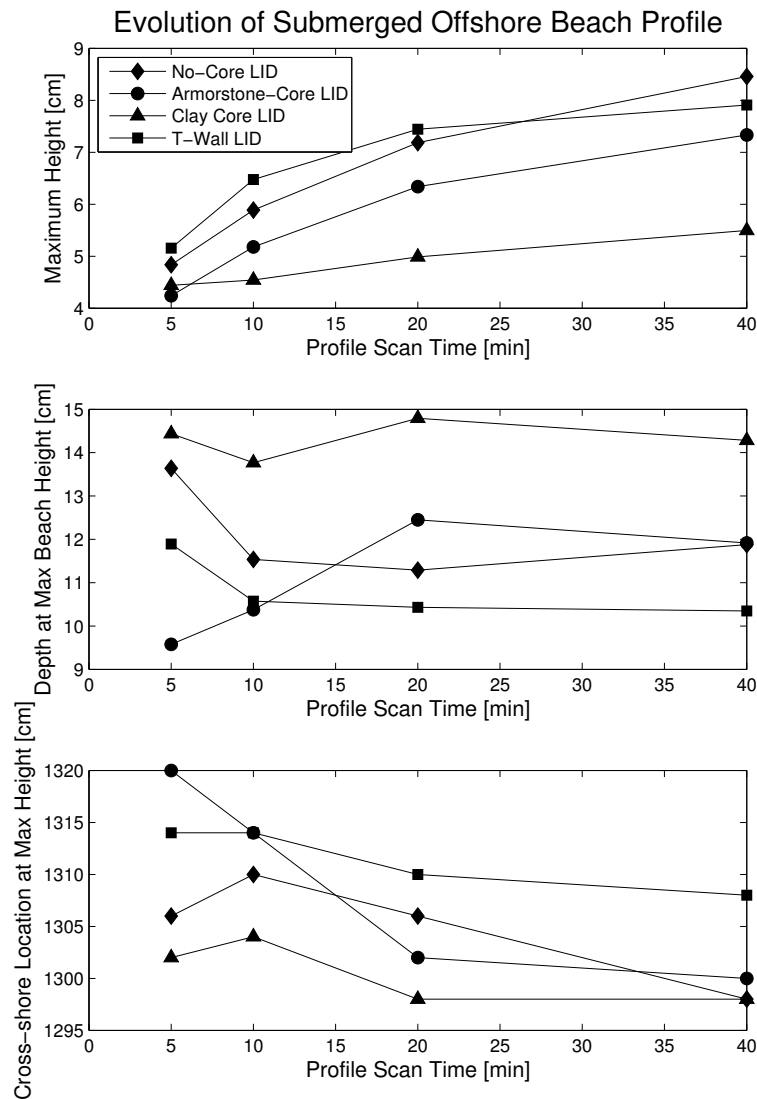 Evolution of Submerged Offshore Beach Profile
No−Core LID
Armorstone−Core LID
Clay Core LID
T−Wall LID
Maximum Height [cm]
9
8
7
6
5
4
0 5 10 15 20 25 30 35 40
Profile Scan Time [min]
Depth at Max Beach Height [cm]
15
14
13
12
11
10
9
0 5 10 15 20 25 30 35 40
Profile Scan Time [min]
Cross−shore Location at Max Height [cm]
1320
1315
1310
1305
1300
1295
0 5 10 15 20 25 30 35 40
Profile Scan Time [min]